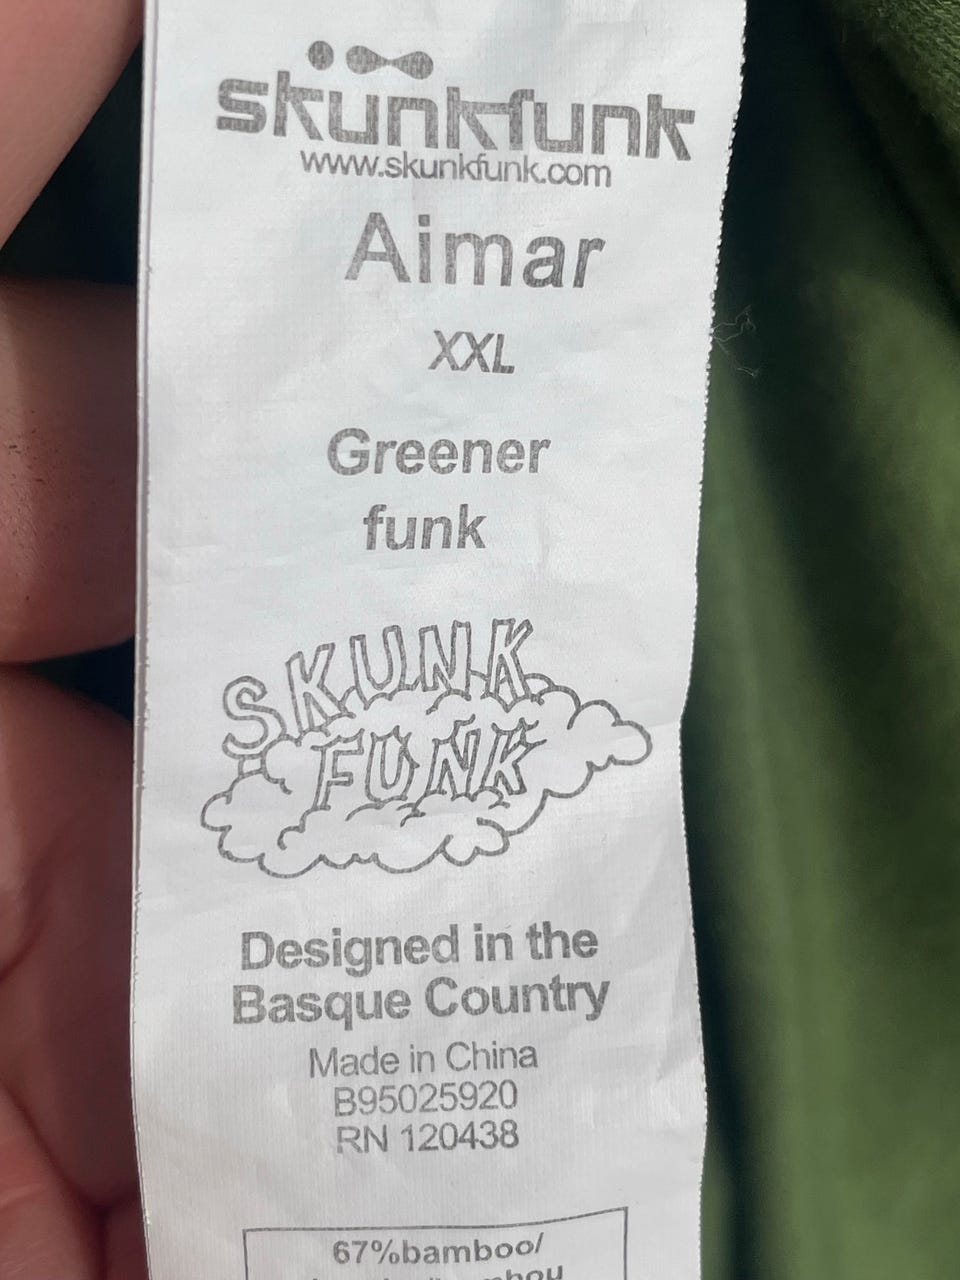 skunkfunk
www.skunkfunk.com
Aimar
XXL
Greener
funk
SKUNK
FUNK
Designed in the
Basque Country
Made in China
B95025920
RN 120438
67%bamboo/